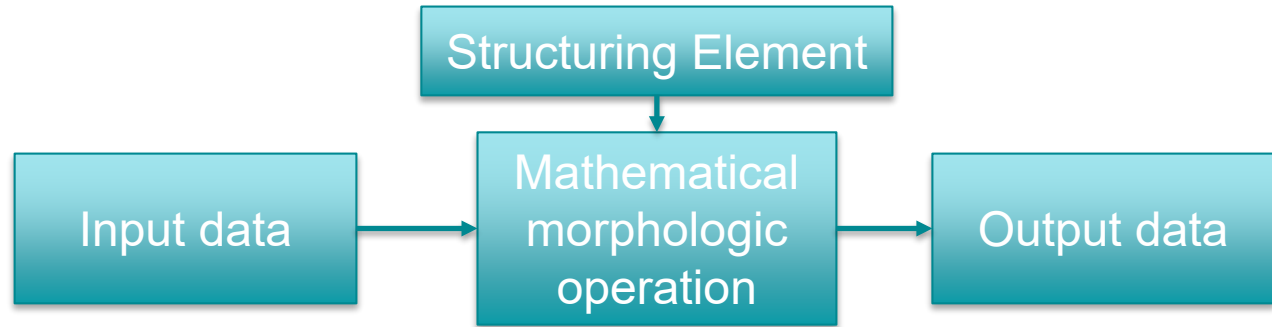 Structuring Element
Input data
Mathematical
morphologic
operation
Output data